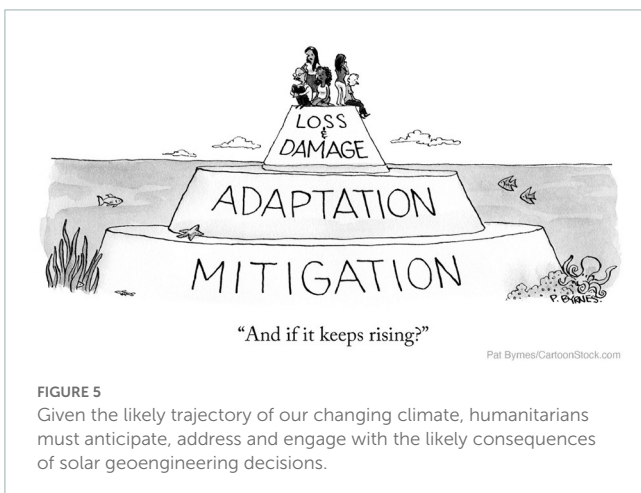 LOSS
&
DAMAGE
ADAPTATION
MITIGATION
P. BYRNES.
“And if it keeps rising?”
Pat Byrnes/CartoonStock.com
FIGURE 5
Given the likely trajectory of our changing climate, humanitarians
must anticipate, address and engage with the likely consequences
of solar geoengineering decisions.